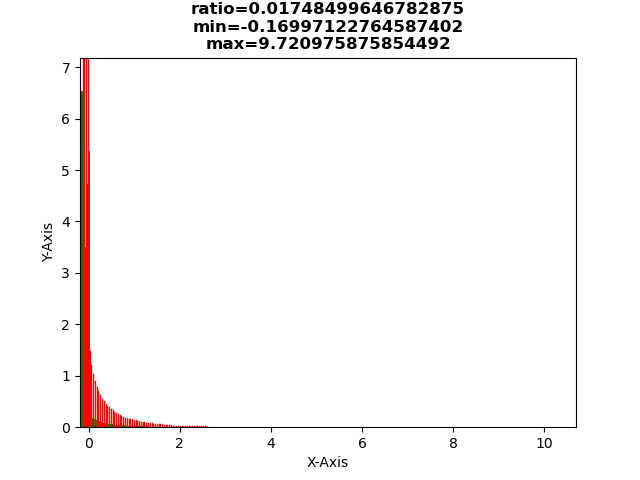 ratio=0.01748499646782875
min=-0.16997122764587402
max=9.720975875854492
7
6
5
4
3
2
1
0
Y-Axis
0 2 4 6 8 10
X-Axis